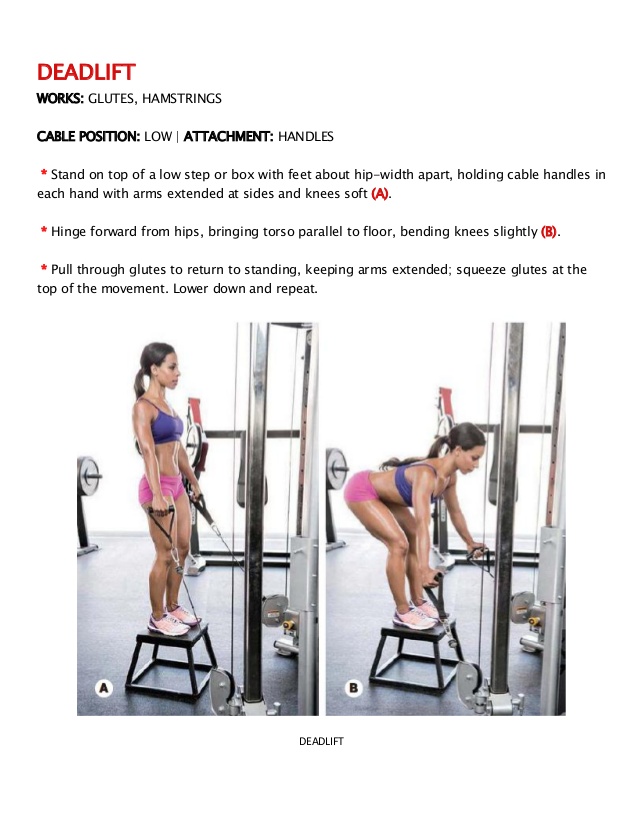 DEADLIFT
WORKS: GLUTES, HAMSTRINGS
CABLE POSITION: LOW | ATTACHMENT: HANDLES
* Stand on top of a low step or box with feet about hip-width apart, holding cable handles in
each hand with arms extended at sides and knees soft (A).
* Hinge forward from hips, bringing torso parallel to floor, bending knees slightly (B).
* Pull through glutes to return to standing, keeping arms extended; squeeze glutes at the
top of the movement. Lower down and repeat.
A
B
DEADLIFT